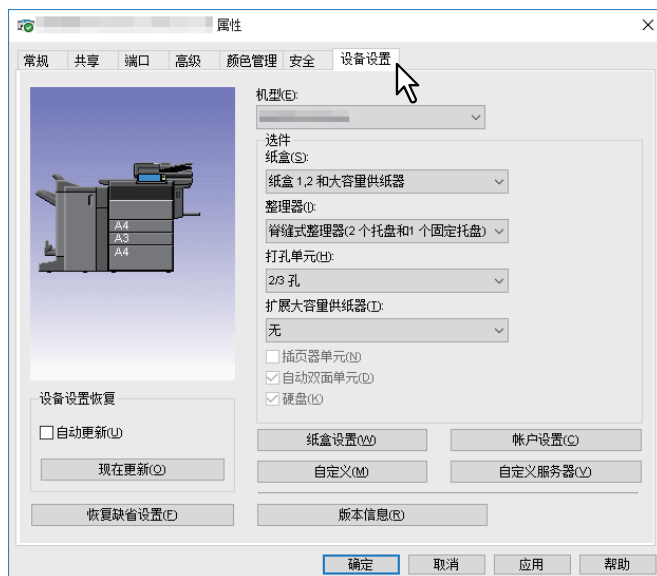 属性
常规 共享 端口 高级 颜色管理 安全 设备设置
机型(E):
选件
纸盒(S):
纸盒 1,2 和大容量供纸器
整理器(I):
脊缝式整理器(2 个托盘和1 个固定托盘)
打孔单元(H):
2/3 孔
扩展大容量供纸器(T):
无
插页器单元(N)
自动双面单元(D)
硬盘(K)
A4
A3
A4
设备设置恢复
自动更新(U)
现在更新(O)
纸盒设置(W) 帐户设置(C)
自定义(M) 自定义服务器(V)
恢复缺省设置(F) 版本信息(R)
确定 取消 应用 帮助